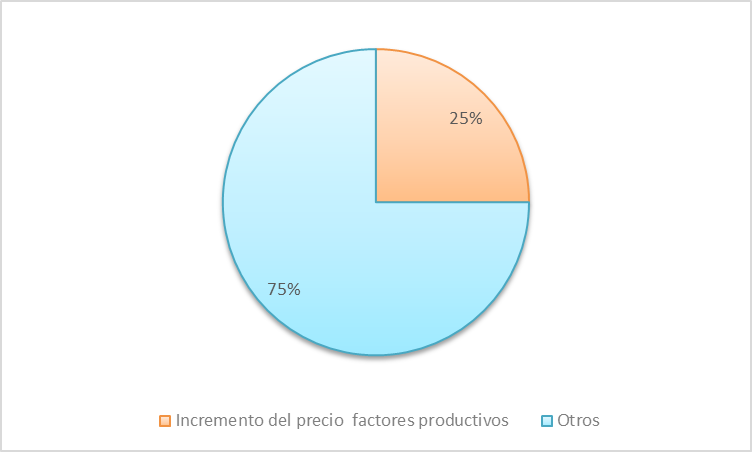 25%
75%
Incremento del precio  factores productivos
Otros